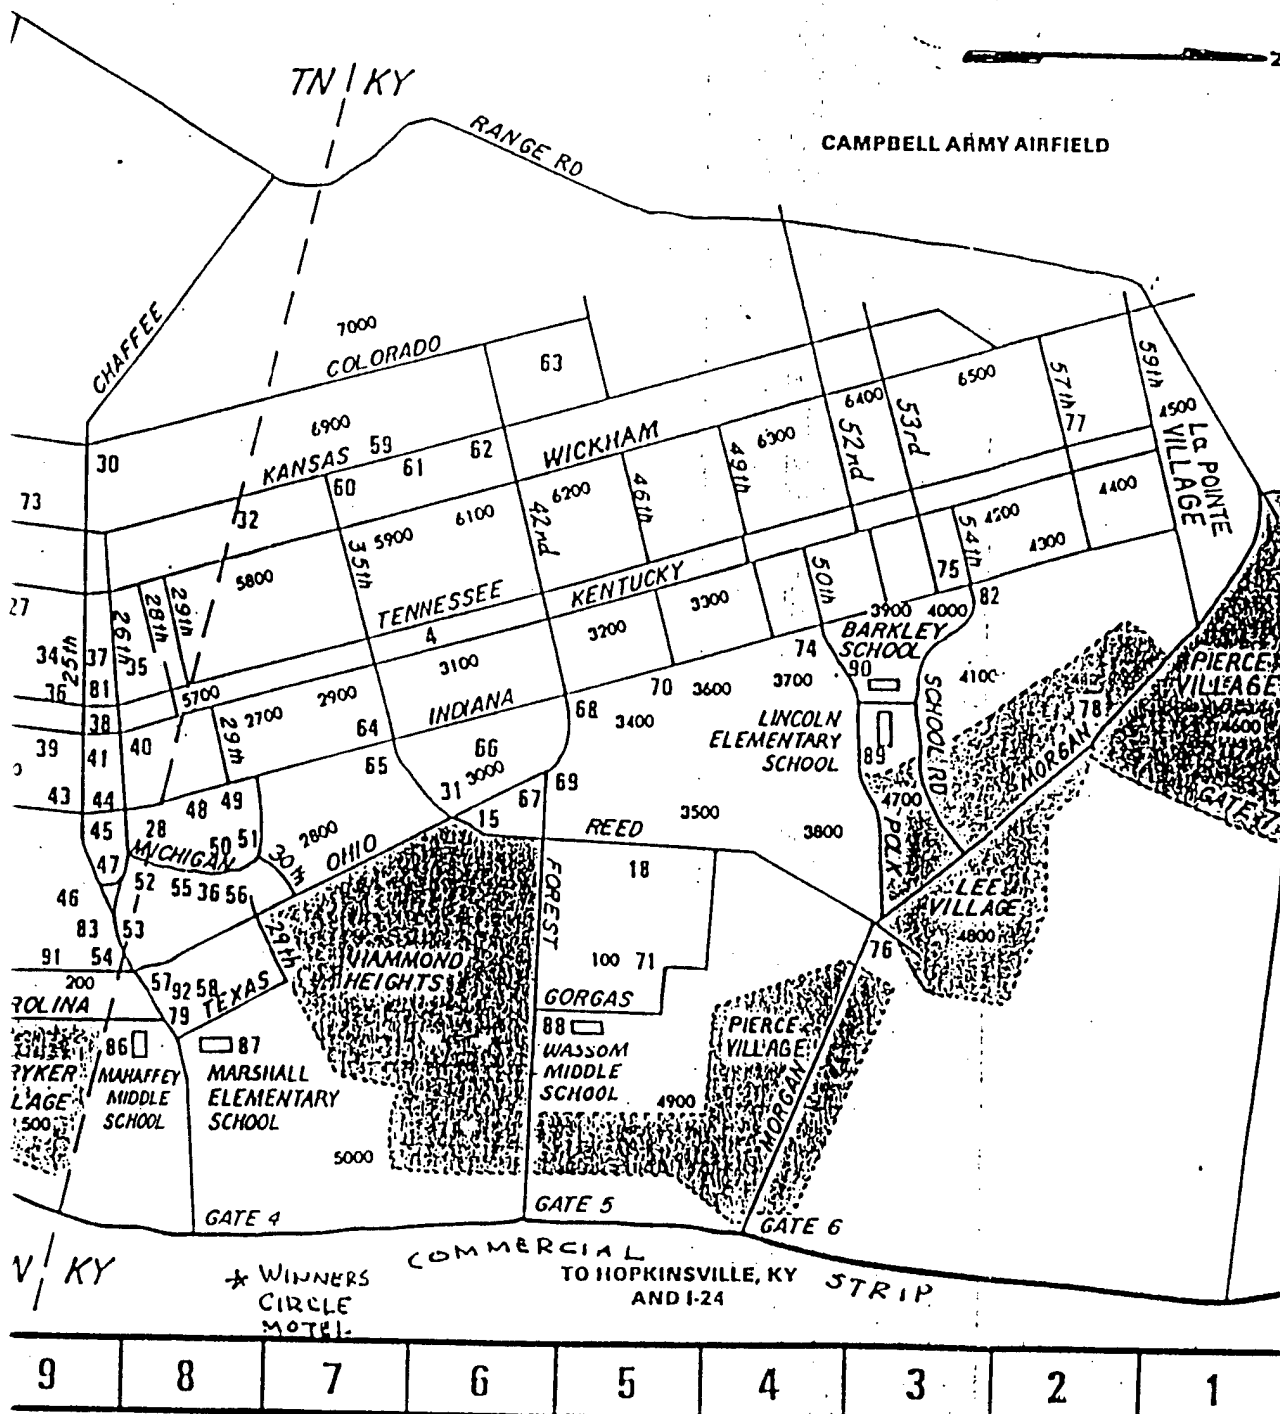 TN / KY
RANGE RD
CAMPBELL ARMY AIRFIELD
CHAFFEE
7000
COLORADO
63
6500
59th
57th
77
4500
La POINTE
VILLAGE
6400
53rd
52nd
6900
59
KANSAS
61
62
WICKHAM
6300
49th
30
73
60
6200
46th
42nd
32
6100
5900
35th
4400
4200
4300
54th
75
82
50th
5800
29th
28th
26th
25th
27
TENNESSEE
4
KENTUCKY
3300
3200
3900 4000
BARKLEY
SCHOOL
90
74
34
37
35
36
81
5700
2900
2700
29th
3100
INDIANA
64
68
70
3600
3700
3400
4100
SCHOOL RD
PIERCE
VILLAGE
4600
GATE 7
78
MORGAN
LINCOLN
ELEMENTARY
SCHOOL
89
38
39
41
40
43
44
48
49
65
66
3000
31
67
69
15
REED
3500
3800
4700
POLK
45
28
MICHIGAN
50
51
30th
2800
OHIO
47
52
55
36
56
46
83
53
18
FOREST
LEE
VILLAGE
4800
76
29th
HAMMOND
HEIGHTS
91
54
200
57
92
58
TEXAS
79
100
71
GORGAS
ROLINA
86
87
88
PIERCE
VILLAGE
RYKER
LAGE
500
MAHAFFEY
MIDDLE
SCHOOL
MARSHALL
ELEMENTARY
SCHOOL
WASSOM
MIDDLE
SCHOOL
4900
MORGAN
5000
GATE 4
GATE 5
GATE 6
N / KY
* WINNERS
CIRCLE
MOTEL
COMMERCIAL STRIP
TO HOPKINSVILLE, KY
AND I-24
9 8 7 6 5 4 3 2 1